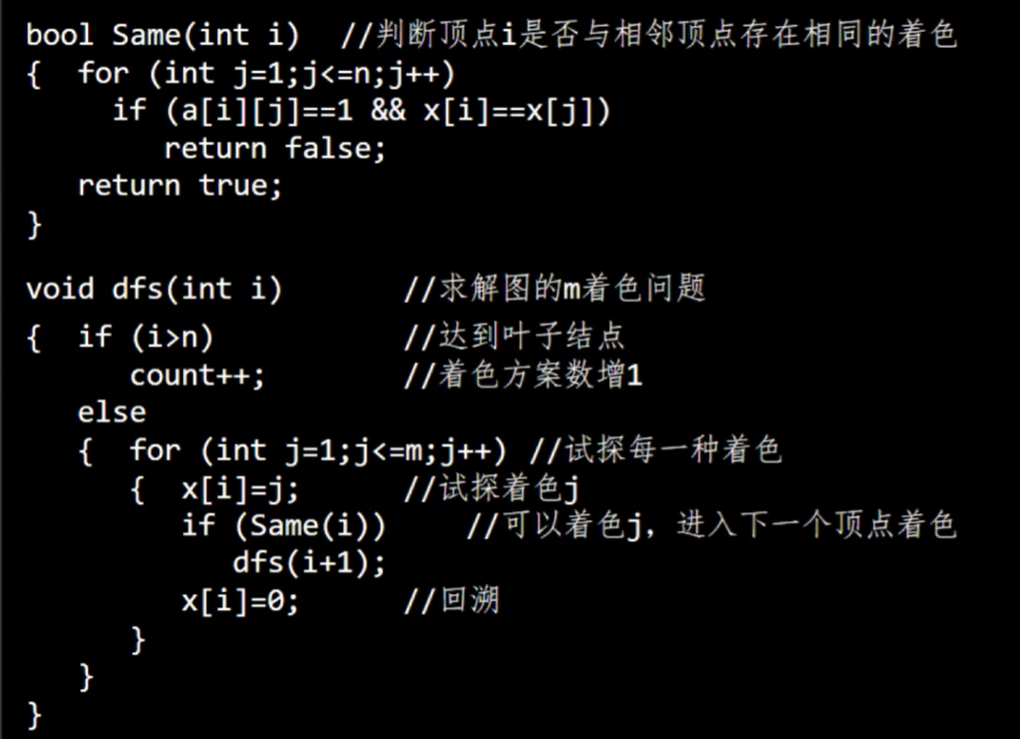 bool Same(int i)  //判断顶点i是否与相邻顶点存在相同的着色
{  for (int j=1;j<=n;j++)
     if (a[i][j]==1 && x[i]==x[j])
        return false;
   return true;
}
void dfs(int i)       //求解图的m着色问题
{  if (i>n)           //达到叶子结点
      count++;        //着色方案数增1
   else
   {  for (int j=1;j<=m;j++) //试探每一种着色
      {  x[i]=j;      //试探着色j
         if (Same(i))     //可以着色j，进入下一个顶点着色
            dfs(i+1);
         x[i]=0;      //回溯
      }
   }
}